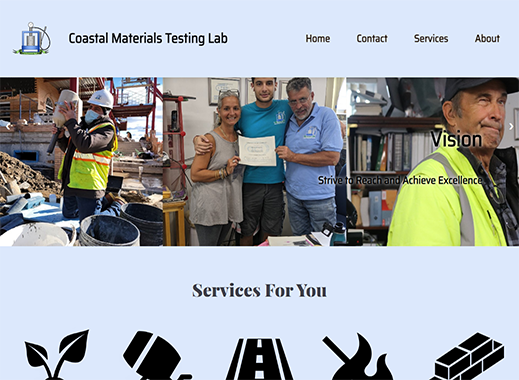 Coastal Materials Testing Lab
Home Contact Services About
Vision
Strive to Reach and Achieve Excellence
Services For You